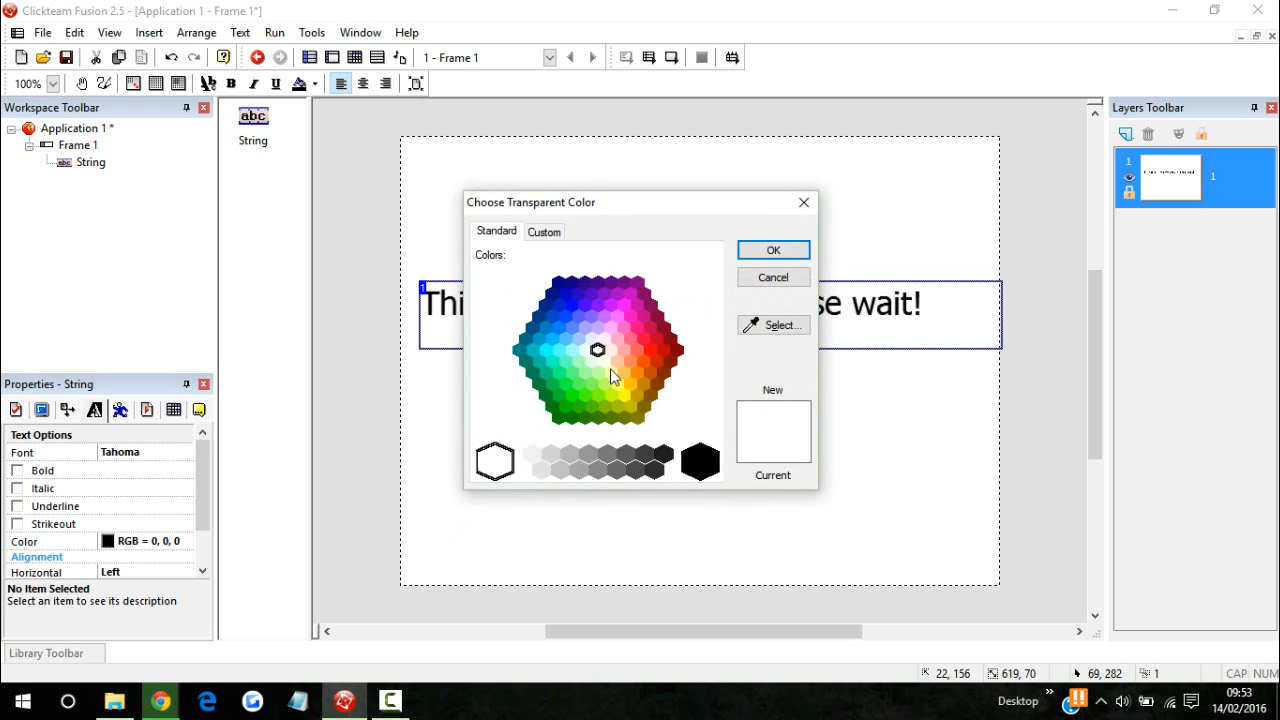 Clickteam Fusion 2.5 - [Application 1 - Frame 1*]
File Edit View Insert Arrange Text Run Tools Window Help
1 - Frame 1
100%
Workspace Toolbar
Application 1 *
Frame 1
String
abc
String
Layers Toolbar
1
1
Choose Transparent Color
Standard
Custom
Colors:
OK
Cancel
Select...
New
Current
1
Thi
se wait!
Properties - String
Text Options
Font Tahoma
Bold
Italic
Underline
Strikeout
Color RGB = 0, 0, 0
Alignment
Horizontal Left
No Item Selected
Select an item to see its description
Library Toolbar
22, 156
619, 70
69, 282
1
CAP
NUM
Desktop
09:53
14/02/2016